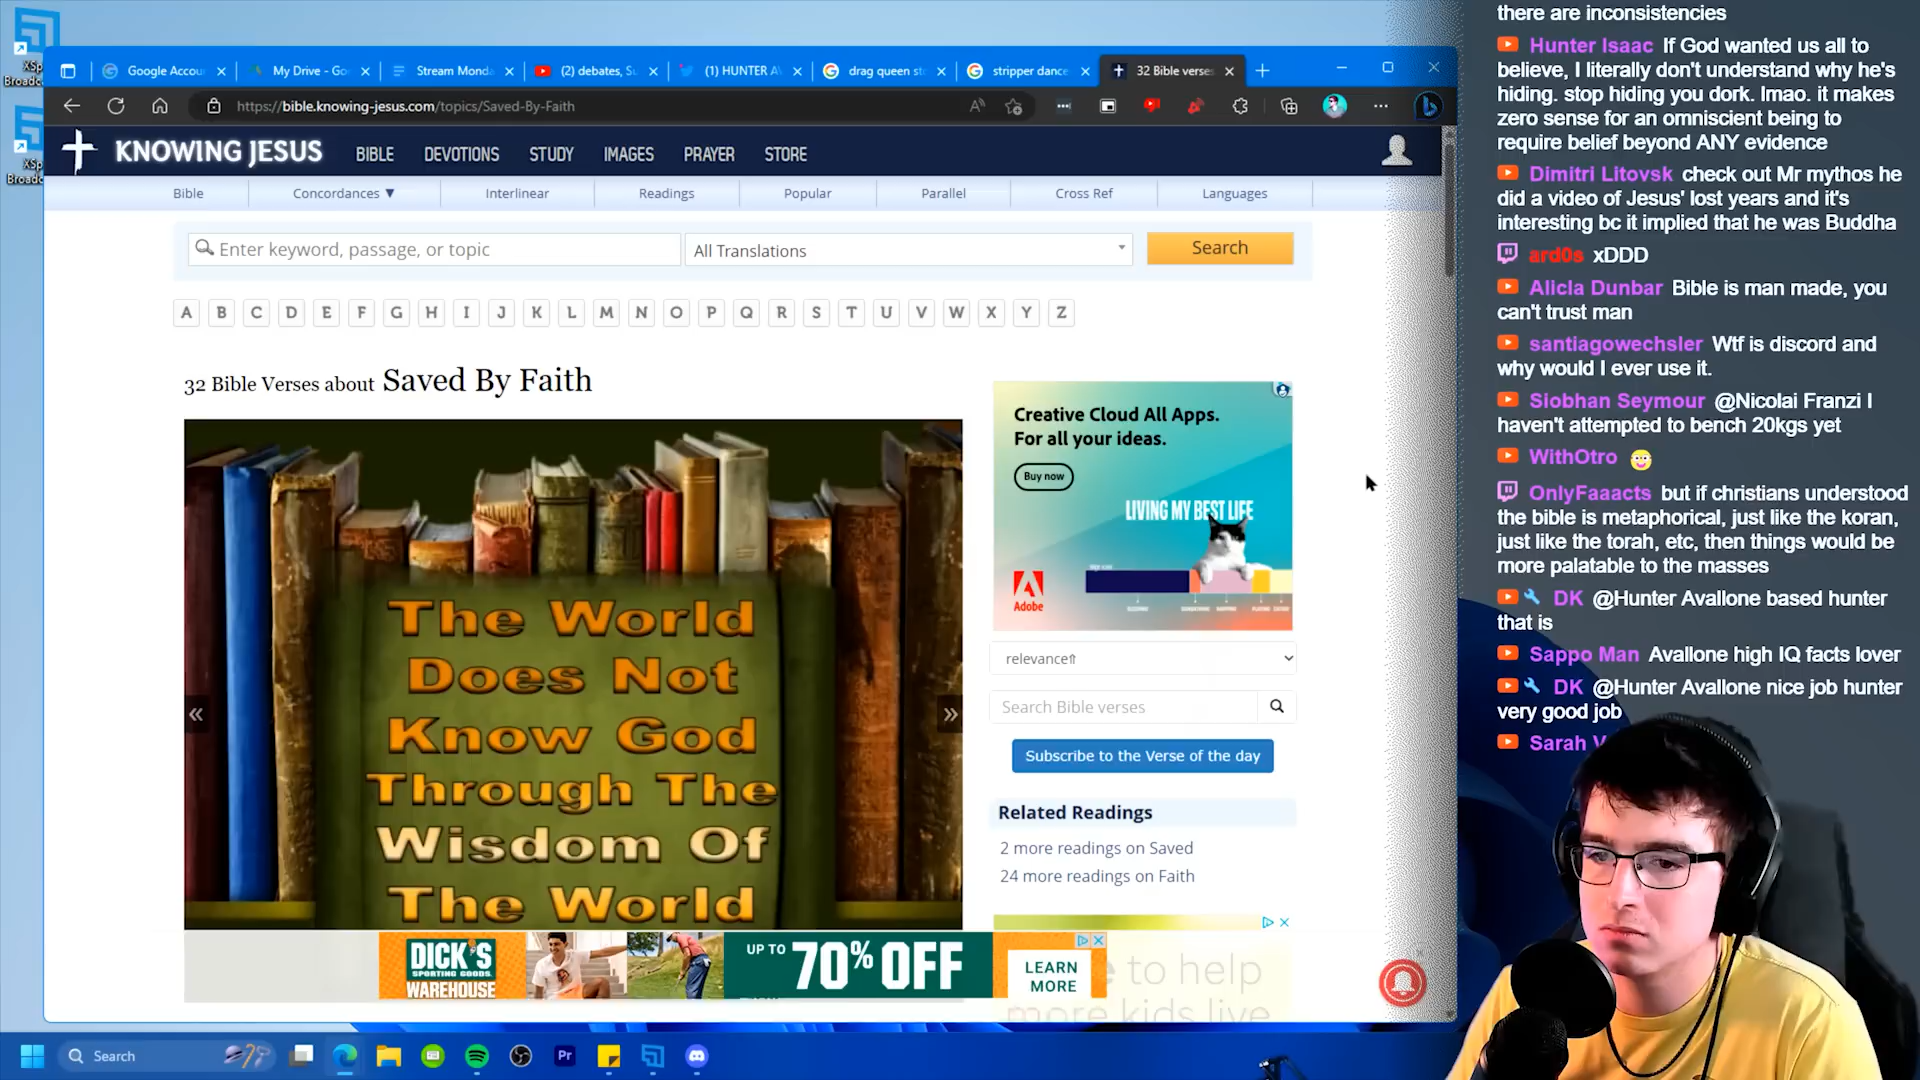 there are inconsistencies
Hunter Isaac If God wanted us all to
believe, I literally don't understand why he's
hiding. stop hiding you dork. lmao. it makes
zero sense for an omniscient being to
require belief beyond ANY evidence
Dimitri Litovsk check out Mr mythos he
did a video of Jesus' lost years and it's
interesting bc it implied that he was Buddha
ard0s xDDD
Alicla Dunbar Bible is man made, you
can't trust man
santiagowechsler Wtf is discord and
why would I ever use it.
Siobhan Seymour @Nicolai Franzi I
haven't attempted to bench 20kgs yet
WithOtro
OnlyFaaacts but if christians understood
the bible is metaphorical, just like the koran,
just like the torah, etc, then things would be
more palatable to the masses
DK @Hunter Avallone based hunter
that is
Sappo Man Avallone high IQ facts lover
DK @Hunter Avallone nice job hunter
very good job
Sarah V
XSp
Broadc
XSp
Broadc
Google Accou
My Drive - Go
Stream Monda
(2) debates, Su
(1) HUNTER A
drag queen st
stripper dance
32 Bible verses
https://bible.knowing-jesus.com/topics/Saved-By-Faith
KNOWING JESUS BIBLE DEVOTIONS STUDY IMAGES PRAYER STORE
Bible Concordances ▼ Interlinear Readings Popular Parallel Cross Ref Languages
Enter keyword, passage, or topic All Translations Search
A B C D E F G H I J K L M N O P Q R S T U V W X Y Z
32 Bible Verses about Saved By Faith
The World
Does Not
Know God
Through The
Wisdom Of
The World
« »
Creative Cloud All Apps.
For all your ideas.
Buy now
LIVING MY BEST LIFE
Adobe
relevance⇑
Search Bible verses
Subscribe to the Verse of the day
Related Readings
2 more readings on Saved
24 more readings on Faith
to help
more kids live
DICK'S
SPORTING GOODS
WAREHOUSE
UP TO 70% OFF
LEARN
MORE
Search
Pr